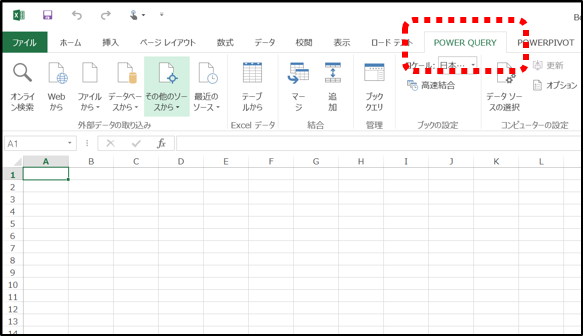 Bo
ファイル ホーム 挿入 ページ レイアウト 数式 データ 校閲 表示 ロード テスト POWER QUERY POWERPIVOT
オンライ
ン検索
Web
から
ファイル
から
データベー
スから
その他のソー
スから
最近の
ソース
外部データの取り込み
テーブ
ルから
Excel データ
マー
ジ
追
加
結合
ブック
クエリ
管理
ケール: 日本...
高速結合
ブックの設定
データ ソー
スの選択
更新
オプション
コンピューターの設定
A1
fx
A B C D E F G H I J K L
1
2
3
4
5
6
7
8
9
10
11
12
13
14